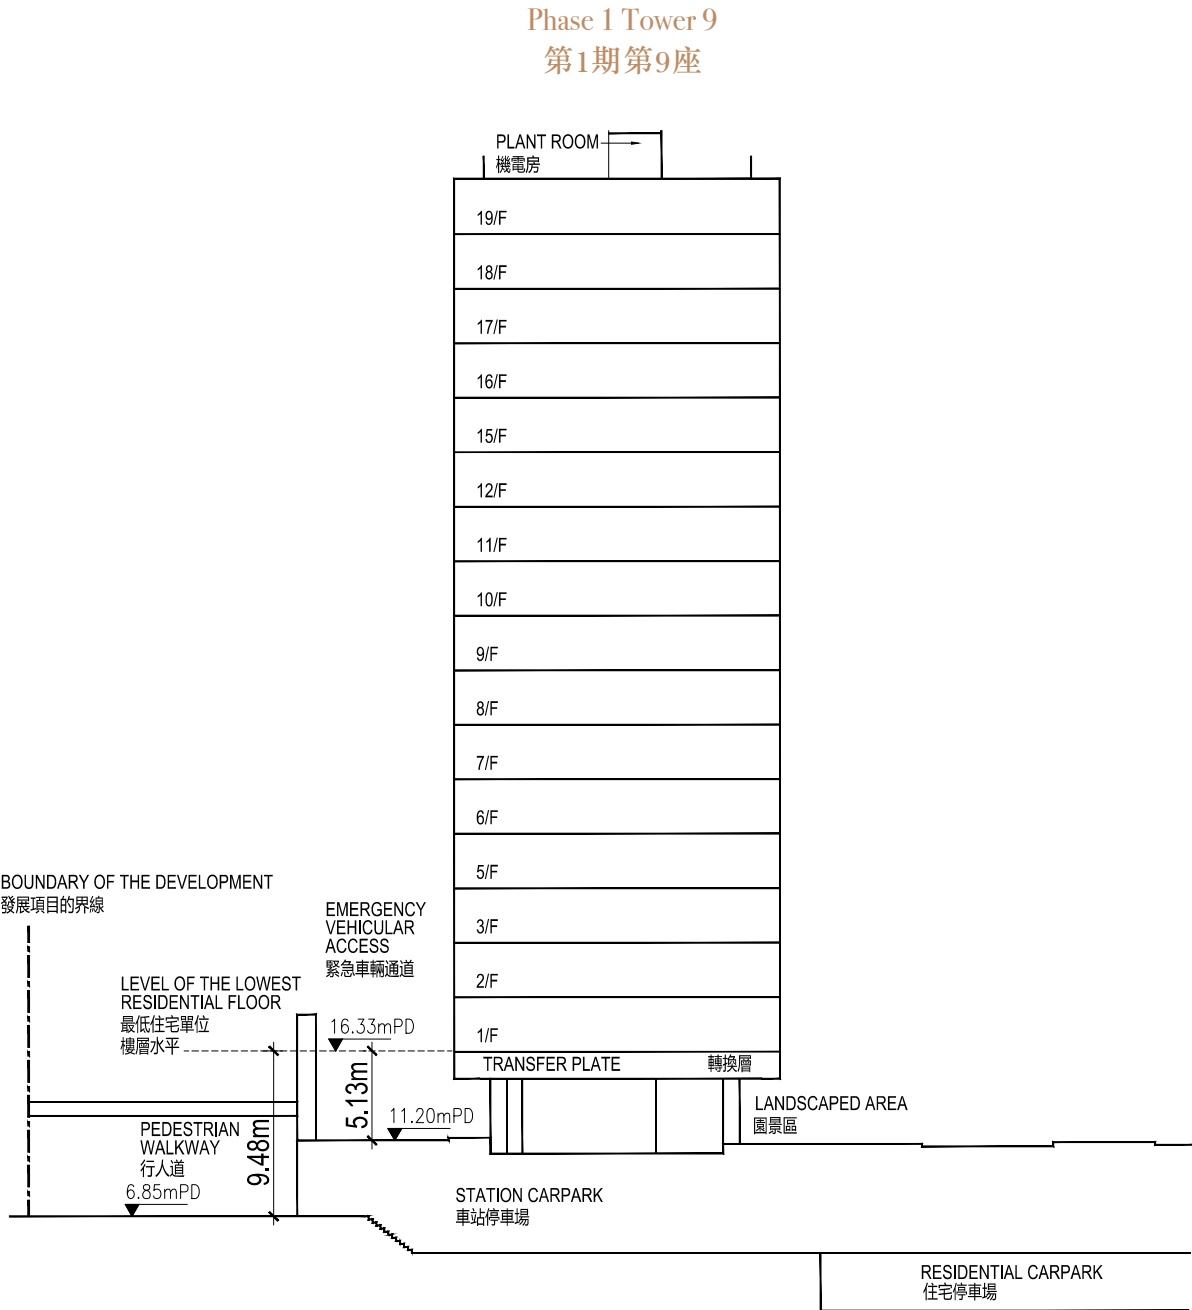 Phase 1 Tower 9
第1期第9座
PLANT ROOM
機電房
19/F
18/F
17/F
16/F
15/F
12/F
11/F
10/F
9/F
8/F
7/F
6/F
5/F
3/F
2/F
1/F
TRANSFER PLATE 轉換層
BOUNDARY OF THE DEVELOPMENT
發展項目的界線
EMERGENCY
VEHICULAR
ACCESS
緊急車輛通道
LEVEL OF THE LOWEST
RESIDENTIAL FLOOR
最低住宅單位
樓層水平
16.33mPD
5.13m
11.20mPD
9.48m
PEDESTRIAN
WALKWAY
行人道
6.85mPD
LANDSCAPED AREA
園景區
STATION CARPARK
車站停車場
RESIDENTIAL CARPARK
住宅停車場